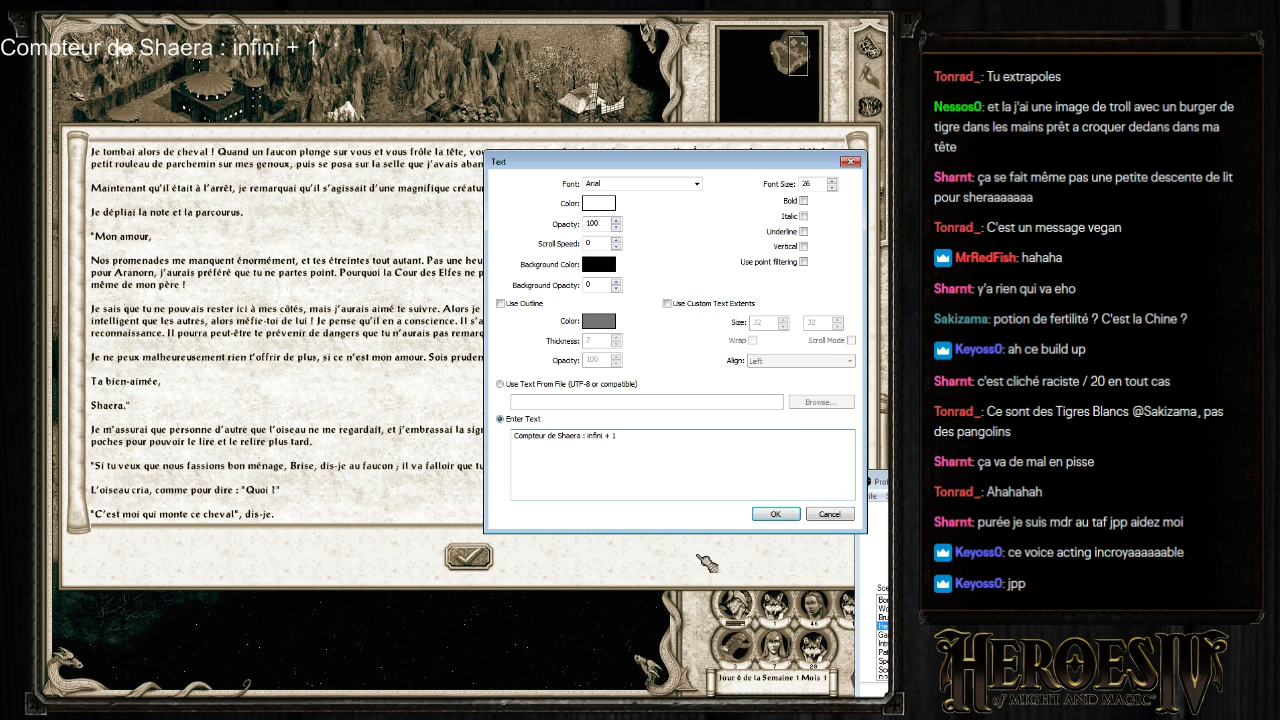 Compteur de Shaera : infini + 1
Je tombai alors de cheval ! Quand un faucon plonge sur vous et vous frôle la tête,
petit rouleau de parchemin sur mes genoux, puis se posa sur la selle que j'avais
Maintenant qu'il était à l'arrêt, je remarquai qu'il s'agissait d'une magnifique
Je dépliai la note et la parcourus.
"Mon amour,
Nos promenades me manquent énormément, et tes étreintes tout autant. Pas une
pour Aranorn, j'aurais préféré que tu ne partes point. Pourquoi la Cour des Elfes ne
même de mon père !
Je sais que tu ne pouvais rester ici à mes côtés, mais j'aurais aimé te suivre. Alors je
intelligent que les autres, alors méfie-toi de lui ! Je pense qu'il en a conscience. Il
reconnaissance. Il pourra peut-être te prévenir de dangers que tu n'aurais pas
Je ne peux malheureusement rien t'offrir de plus, si ce n'est mon amour. Sois
Ta bien-aimée,
Shaera."
Je m'assurai que personne d'autre que l'oiseau ne me regardait, et j'embrassai la
poches pour pouvoir le lire et le relire plus tard.
"Si tu veux que nous fassions bon ménage, Brise, dis-je au faucon ; il va falloir que
L'oiseau cria, comme pour dire : "Quoi ?"
"C'est moi qui monte ce cheval", dis-je.
Text
Font: Arial
Font Size: 26
Color:
Bold
Italic
Opacity: 100
Underline
Scroll Speed: 0
Vertical
Background Color:
Use point filtering
Background Opacity: 0
Use Outline
Use Custom Text Extents
Color:
Size: 32 32
Thickness: 2
Wrap
Scroll Mode
Opacity: 100
Align: Left
Use Text From File (UTF-8 or compatible)
Browse...
Enter Text
Compteur de Shaera : infini + 1
OK
Cancel
Jour 6 de la Semaine 1 Mois 1
Tonrad_: Tu extrapoles
Nessos0: et la j'ai une image de troll avec un burger de
tigre dans les mains prêt a croquer dedans dans ma
tête
Sharnt: ça se fait même pas une petite descente de lit
pour sheraaaaaaa
Tonrad_: C'est un message vegan
MrRedFish: hahaha
Sharnt: y'a rien qui va eho
Sakizama: potion de fertilité ? C'est la Chine ?
Keyoss0: ah ce build up
Sharnt: c'est cliché raciste / 20 en tout cas
Tonrad_: Ce sont des Tigres Blancs @Sakizama, pas
des pangolins
Sharnt: ça va de mal en pisse
Tonrad_: Ahahahah
Sharnt: purée je suis mdr au taf jpp aidez moi
Keyoss0: ce voice acting incroyaaaaaable
Keyoss0: jpp
HEROES IV
of MIGHT AND MAGIC